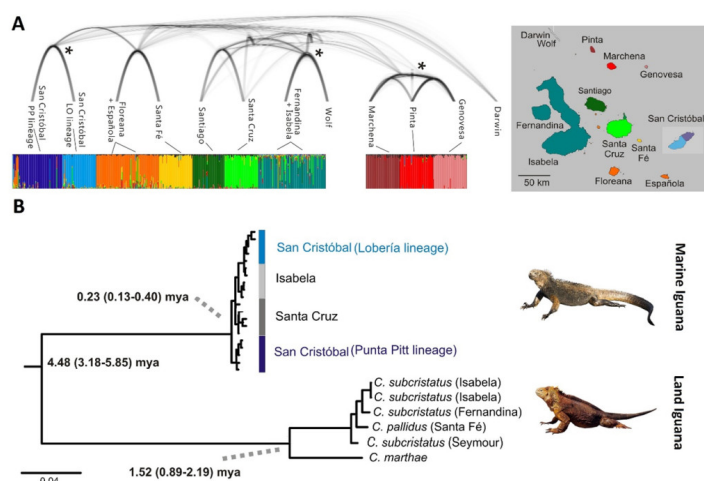 A
San Cristóbal
PP lineage
San Cristóbal
LO lineage
Floreana
+ Española
Santa Fé
Santiago
Santa Cruz
Fernandina
+ Isabela
Wolf
Marchena
Pinta
Genovesa
Darwin
*
*
*
Darwin
Wolf
Pinta
Marchena
Genovesa
Santiago
Fernandina
San Cristóbal
Isabela
Santa
Cruz
Santa
Fé
50 km
Floreana
Española
B
San Cristóbal (Lobería lineage)
Isabela
0.23 (0.13-0.40) mya
Santa Cruz
San Cristóbal (Punta Pitt lineage)
4.48 (3.18-5.85) mya
Marine Iguana
C. subcristatus (Isabela)
C. subcristatus (Isabela)
C. subcristatus (Fernandina)
C. pallidus (Santa Fé)
C. subcristatus (Seymour)
C. marthae
1.52 (0.89-2.19) mya
Land Iguana
0.04